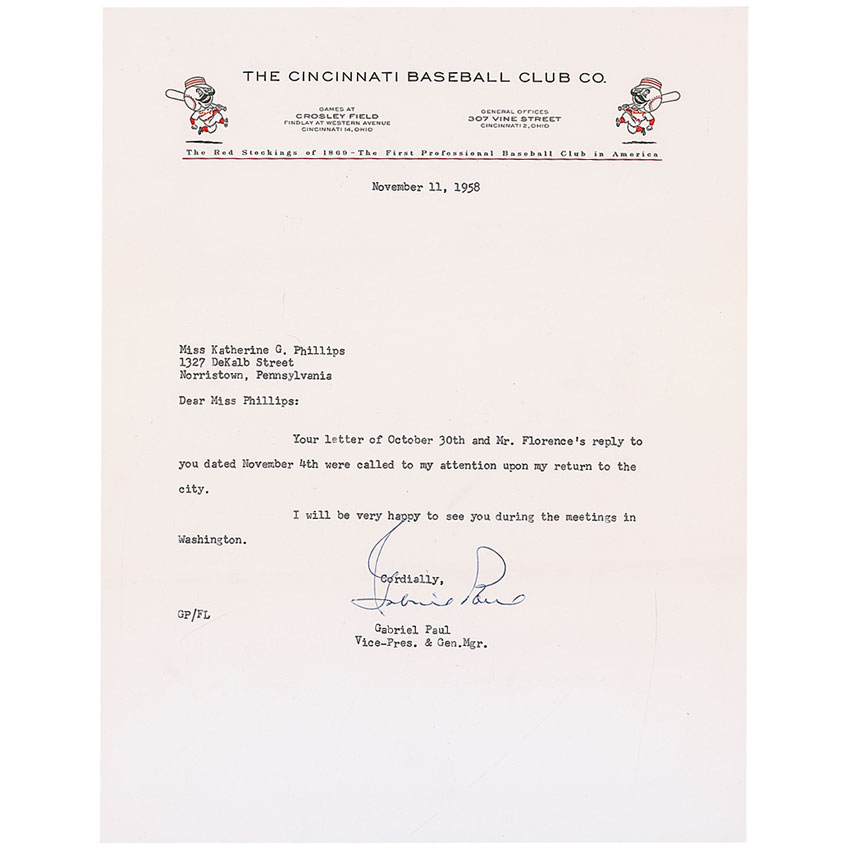 THE CINCINNATI BASEBALL CLUB CO.
GAMES AT
CROSLEY FIELD
FINDLAY AT WESTERN AVENUE
CINCINNATI 14, OHIO
GENERAL OFFICES
307 VINE STREET
CINCINNATI 2, OHIO
The Red Stockings of 1869 - The First Professional Baseball Club in America
November 11, 1958
Miss Katherine G. Phillips
1327 DeKalb Street
Norristown, Pennsylvania
Dear Miss Phillips:
Your letter of October 30th and Mr. Florence's reply to
you dated November 4th were called to my attention upon my return to the
city.
I will be very happy to see you during the meetings in
Washington.
Cordially,
Gabriel Paul
GP/FL
Gabriel Paul
Vice-Pres. & Gen.Mgr.